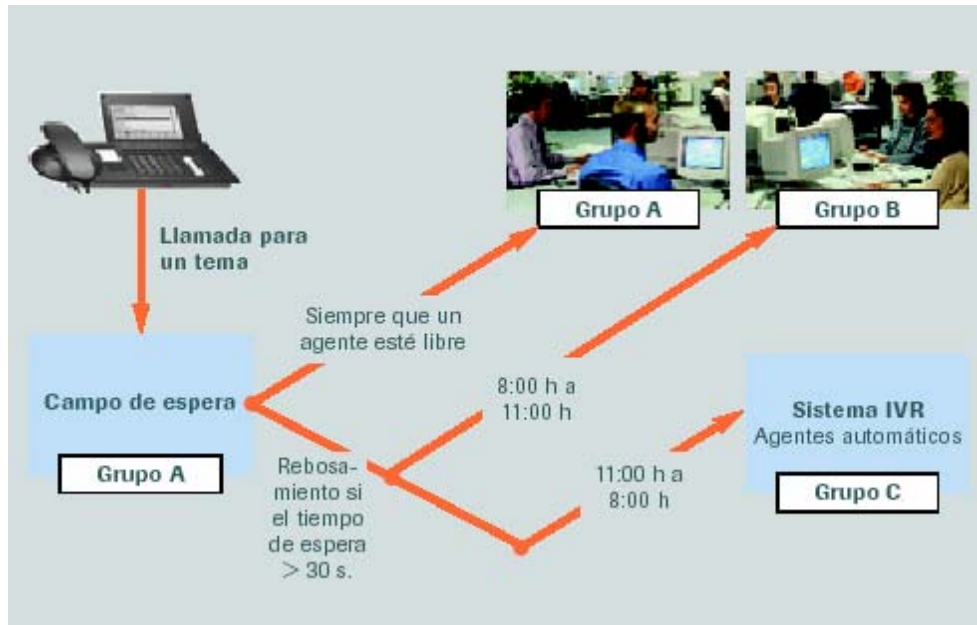 Grupo A
Grupo B
Llamada para
un tema
Siempre que un
agente esté libre
Campo de espera
Grupo A
8:00 h a
11:00 h
Sistema IVR
Agentes automáticos
Grupo C
Rebosa-
miento si
el tiempo
de espera
> 30 s.
11:00 h a
8:00 h